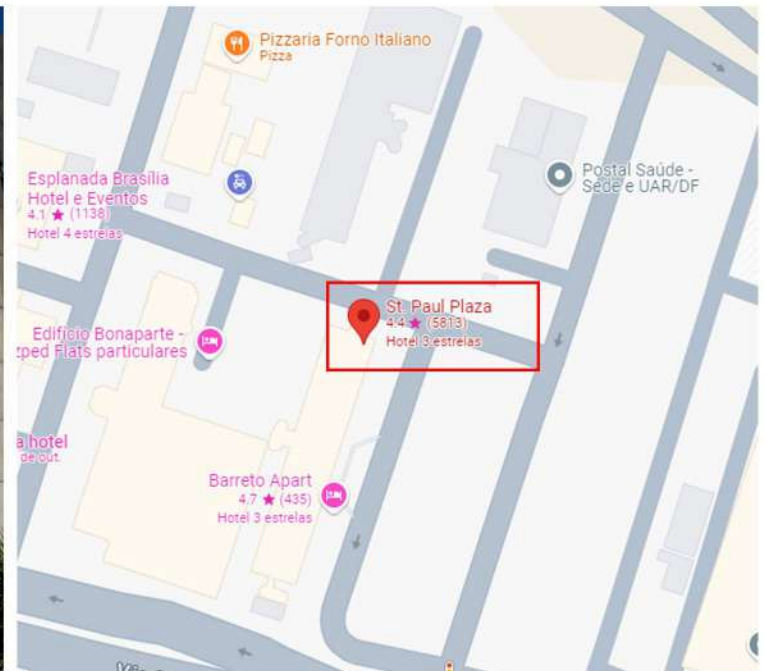 Pizzaria Forno Italiano
Pizza
Esplanada Brasília
Hotel e Eventos
4.1 ★ (1138)
Hotel 4 estrelas
Postal Saúde -
Sede e UAR/DF
St. Paul Plaza
4.4 ★ (5813)
Hotel 3 estrelas
Edifício Bonaparte -
zped Flats particulares
a hotel
de out.
Barreto Apart
4.7 ★ (435)
Hotel 3 estrelas